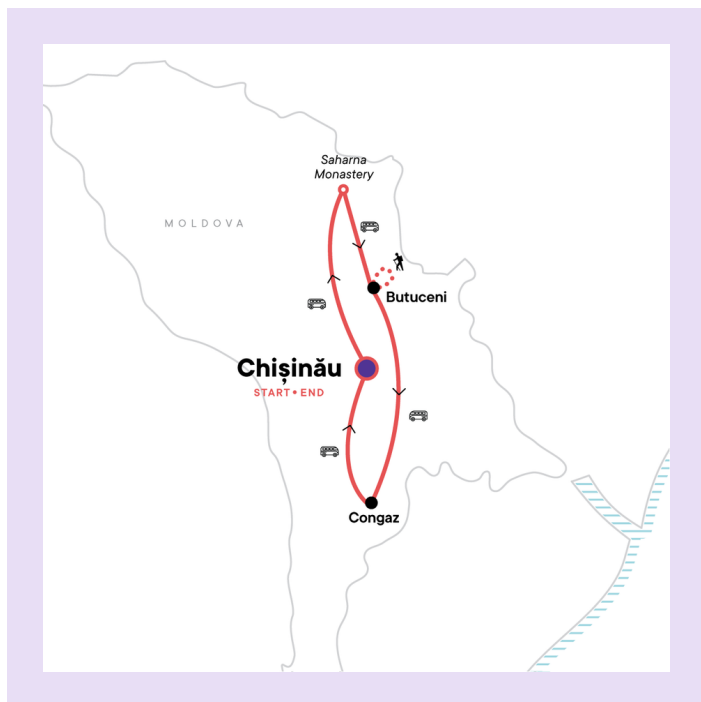 Saharna
Monastery
MOLDOVA
Butuceni
Chișinău
START • END
Congaz